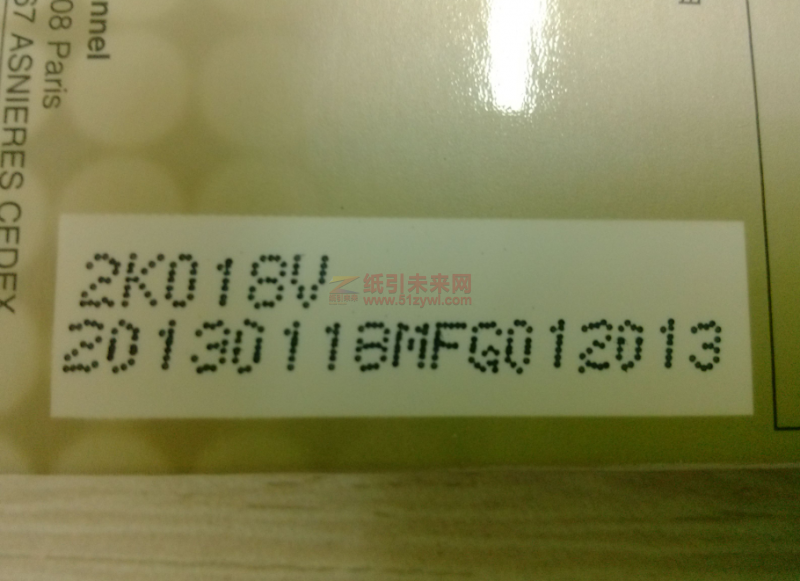 2K018V
20130118MFG012013
纸引未来网
www.51zywl.com
nnel
08 Paris
67 ASNIERES CEDEX